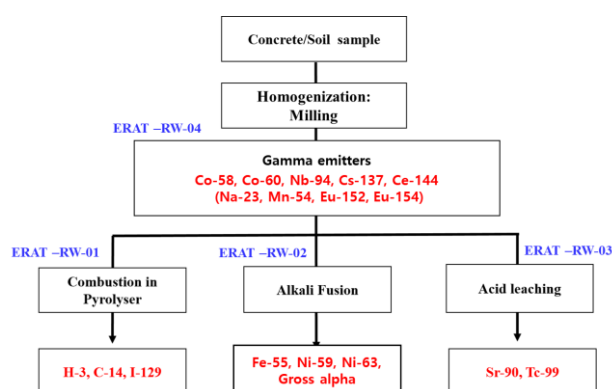 Concrete/Soil sample
Homogenization:
Milling
ERAT –RW-04
Gamma emitters
Co-58, Co-60, Nb-94, Cs-137, Ce-144
(Na-23, Mn-54, Eu-152, Eu-154)
ERAT –RW-01
ERAT –RW-02
ERAT –RW-03
Combustion in
Pyrolyser
Alkali Fusion
Acid leaching
H-3, C-14, I-129
Fe-55, Ni-59, Ni-63,
Gross alpha
Sr-90, Tc-99